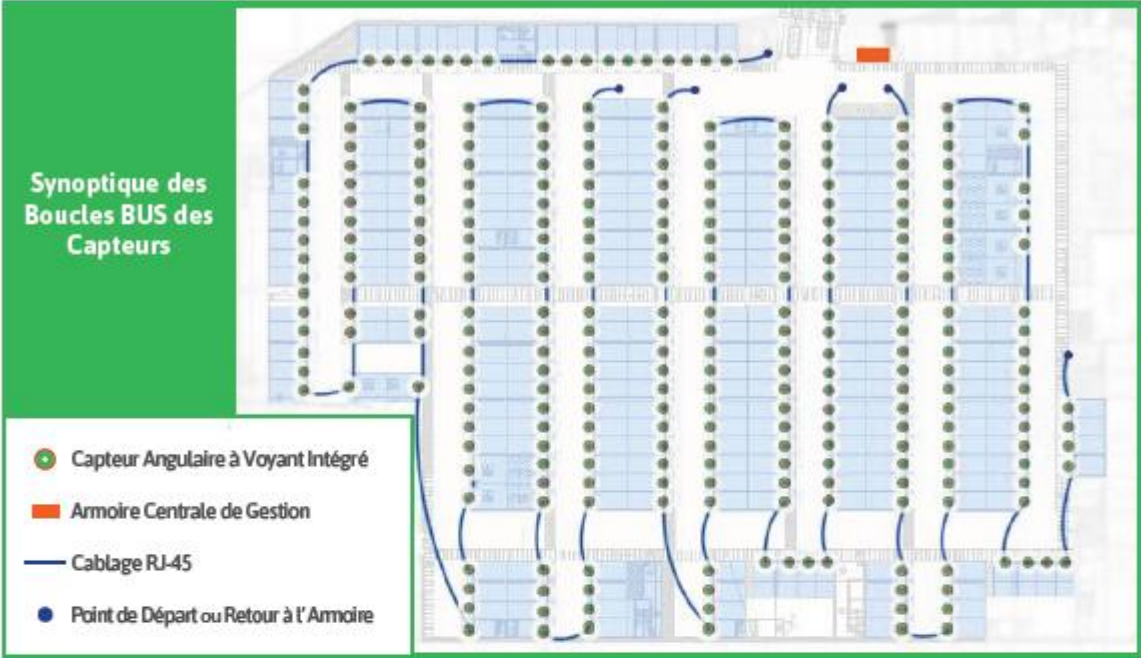 Synoptique des
Boucles BUS des
Capteurs
Capteur Angulaire à Voyant Intégré
Armoire Centrale de Gestion
Cablage RJ-45
Point de Départ ou Retour à l'Armoire